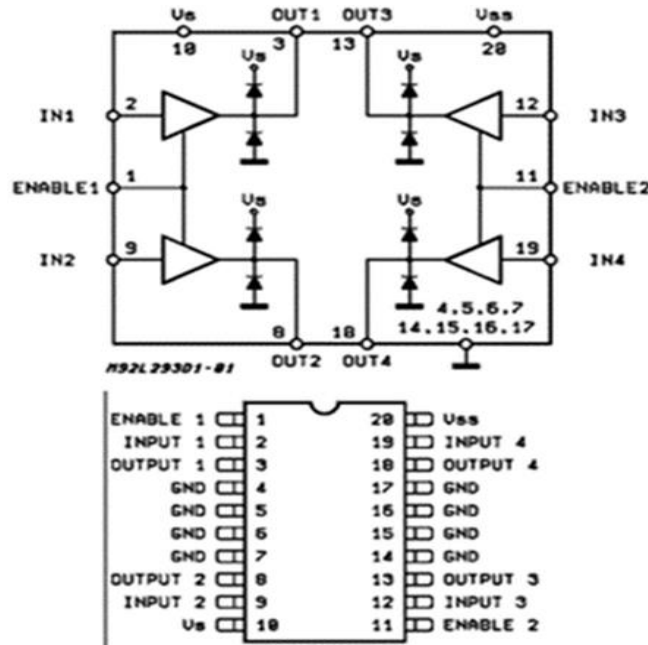 Vs OUT1 OUT3 Vss
10 3 13 20
Vs Vs
IN1 2 12 IN3
ENABLE1 1 11 ENABLE2
Vs Vs
IN2 9 19 IN4
4.5.6.7
8 18 14.15.16.17
OUT2 OUT4
M92L293D1-01
ENABLE 1 1 20 Vss
INPUT 1 2 19 INPUT 4
OUTPUT 1 3 18 OUTPUT 4
GND 4 17 GND
GND 5 16 GND
GND 6 15 GND
GND 7 14 GND
OUTPUT 2 8 13 OUTPUT 3
INPUT 2 9 12 INPUT 3
Vs 10 11 ENABLE 2